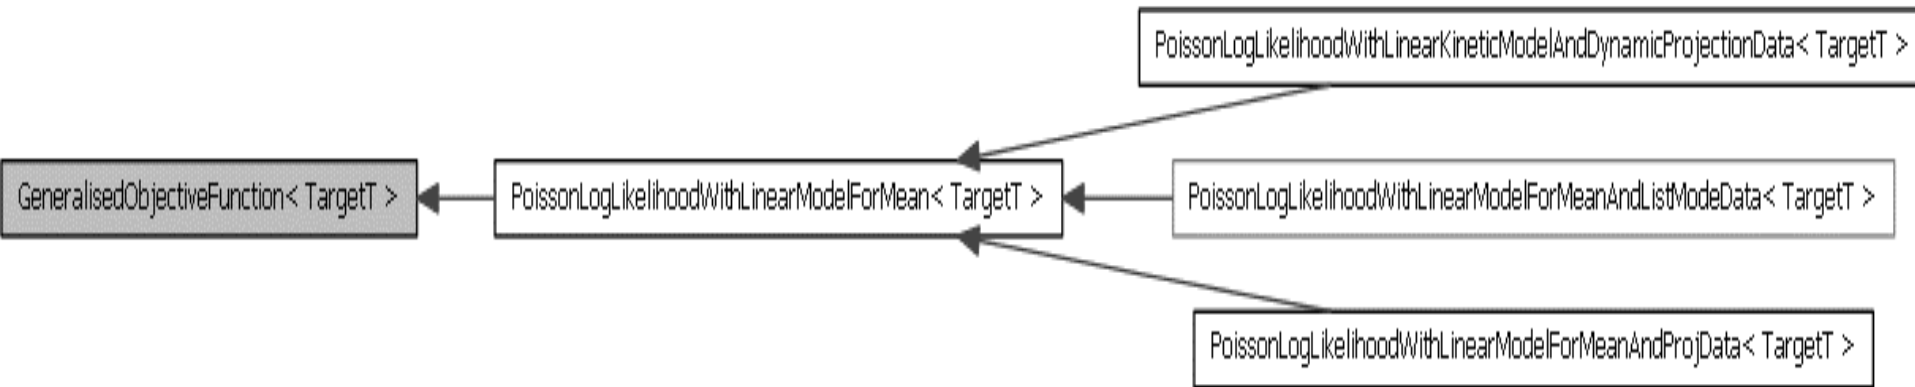 PoissonLogLikelihoodWithLinearKineticModelAndDynamicProjectionData< TargetT >
GeneralisedObjectiveFunction< TargetT >
PoissonLogLikelihoodWithLinearModelForMean< TargetT >
PoissonLogLikelihoodWithLinearModelForMeanAndListModeData< TargetT >
PoissonLogLikelihoodWithLinearModelForMeanAndProjData< TargetT >